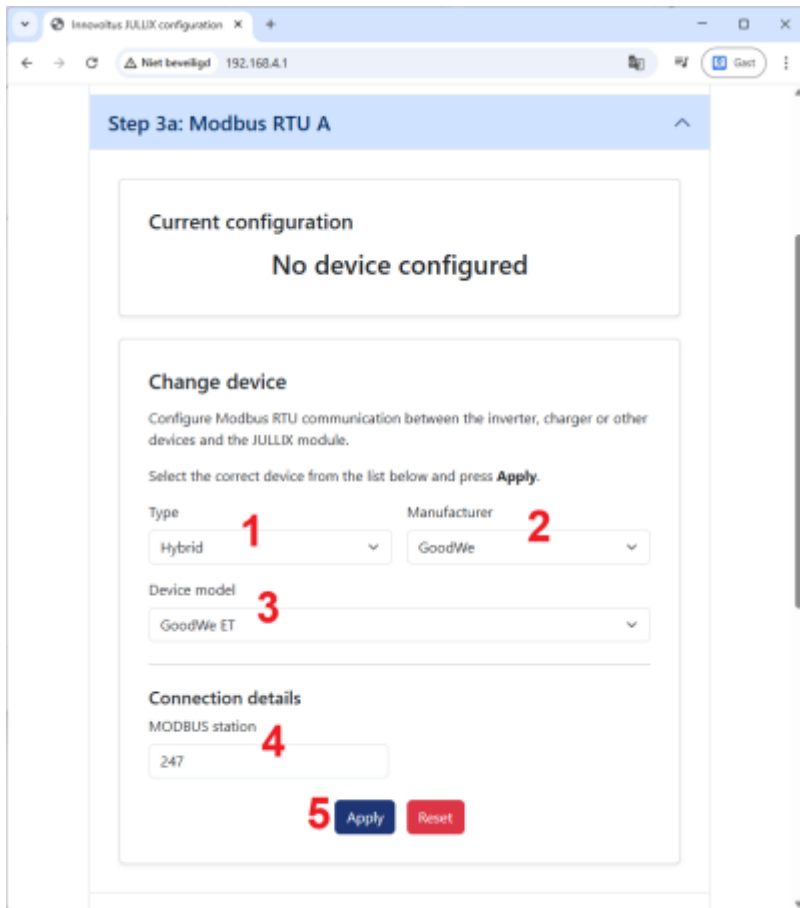 Innovoltus JULLIX configuration
Niet beveiligd 192.168.4.1 Gast
Step 3a: Modbus RTU A
Current configuration
No device configured
Change device
Configure Modbus RTU communication between the inverter, charger or other
devices and the JULLIX module.
Select the correct device from the list below and press Apply.
Type 1 Manufacturer 2
Hybrid GoodWe
Device model 3
GoodWe ET
Connection details
MODBUS station 4
247
5 Apply Reset